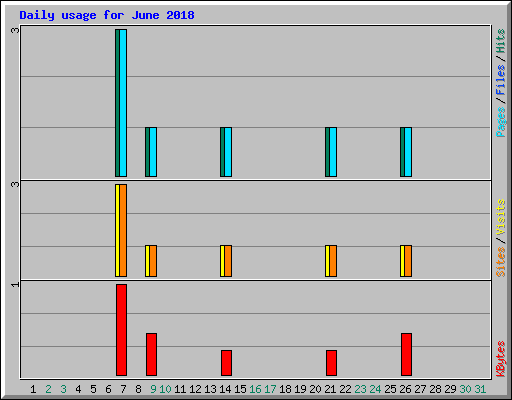 Daily usage for June 2018
3
Pages / Files / Hits
3
Sites / Visits
1
KBytes
1 2 3 4 5 6 7 8 9 10 11 12 13 14 15 16 17 18 19 20 21 22 23 24 25 26 27 28 29 30 31